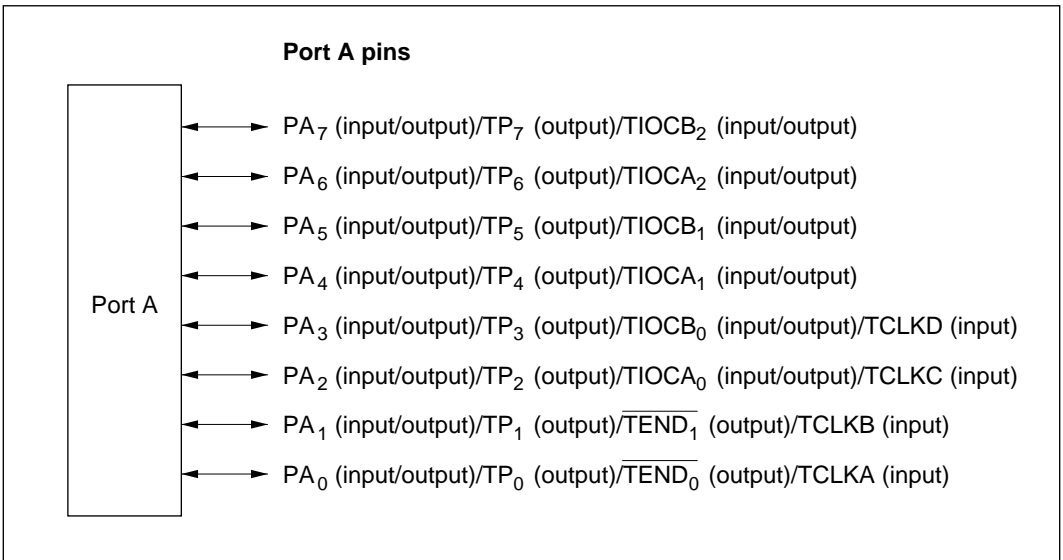 Port A pins
Port A
PA₇ (input/output)/TP₇ (output)/TIOCB₂ (input/output)
PA₆ (input/output)/TP₆ (output)/TIOCA₂ (input/output)
PA₅ (input/output)/TP₅ (output)/TIOCB₁ (input/output)
PA₄ (input/output)/TP₄ (output)/TIOCA₁ (input/output)
PA₃ (input/output)/TP₃ (output)/TIOCB₀ (input/output)/TCLKD (input)
PA₂ (input/output)/TP₂ (output)/TIOCA₀ (input/output)/TCLKC (input)
PA₁ (input/output)/TP₁ (output)/T̅E̅N̅D̅₁̅ (output)/TCLKB (input)
PA₀ (input/output)/TP₀ (output)/T̅E̅N̅D̅₀̅ (output)/TCLKA (input)